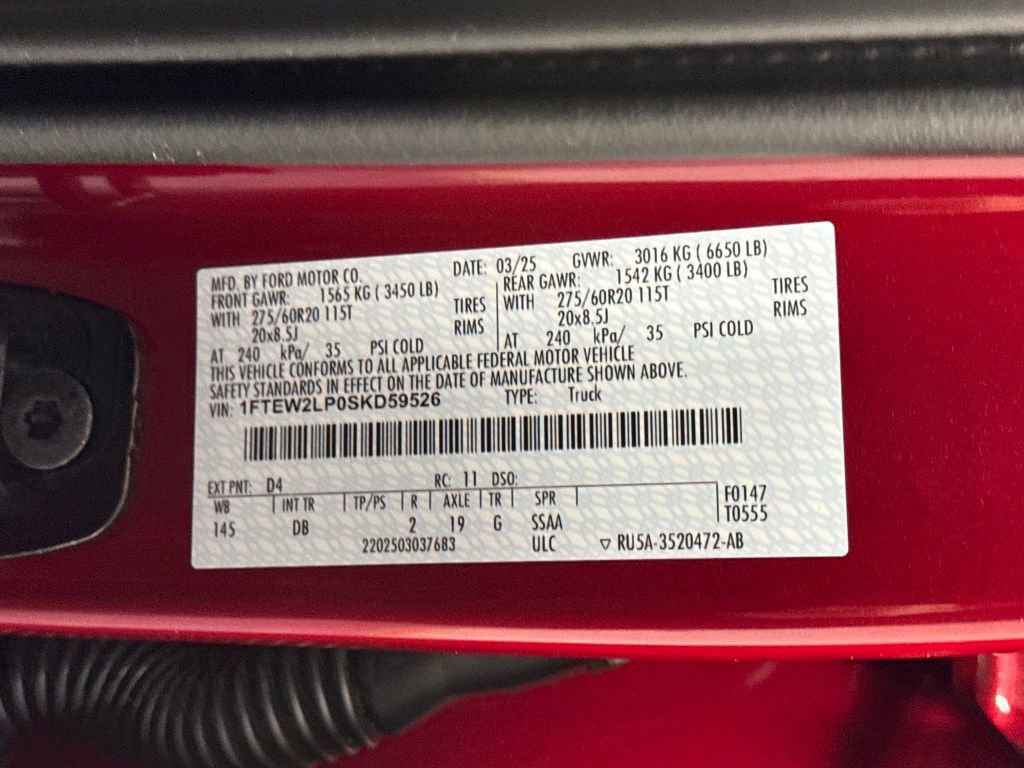 MFD. BY FORD MOTOR CO. DATE: 03/25 GVWR: 3016 KG ( 6650 LB)
FRONT GAWR: 1565 KG ( 3450 LB) REAR GAWR: 1542 KG ( 3400 LB)
WITH 275/60R20 115T TIRES WITH 275/60R20 115T TIRES
20x8.5J RIMS 20x8.5J RIMS
AT 240 kPa/ 35 PSI COLD AT 240 kPa/ 35 PSI COLD
THIS VEHICLE CONFORMS TO ALL APPLICABLE FEDERAL MOTOR VEHICLE
SAFETY STANDARDS IN EFFECT ON THE DATE OF MANUFACTURE SHOWN ABOVE.
VIN: 1FTEW2LP0SKD59526 TYPE: Truck
EXT PNT: D4 RC: 11 DSO:
WB INT TR TP/PS R AXLE TR SPR F0147
145 DB 2 19 G SSAA T0555
2202503037683 ULC ▽ RU5A-3520472-AB